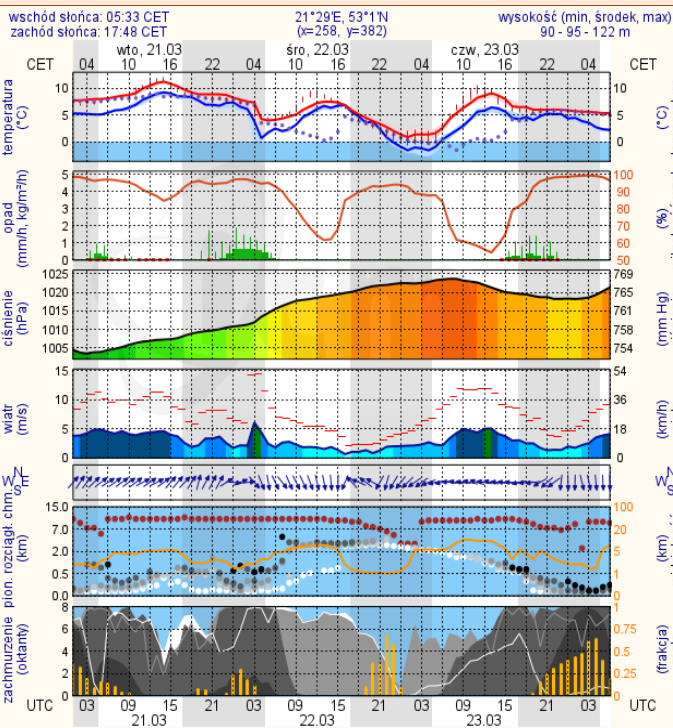 wschód słońca: 05:33 CET 21°29'E, 53°1'N wysokość (min, środek, max)
zachód słońca: 17:48 CET (x=258, y=382) 90 - 95 - 122 m
wto, 21.03 śro, 22.03 czw, 23.03
CET 04 10 16 22 04 10 16 22 04 10 16 22 04 CET
temperatura
(°C)
10
5
0
10
5
0
(°C)
opad
(mm/h, kg/m²/h)
5
4
3
2
1
0
100
90
80
70
60
50
(%)
ciśnienie
(hPa)
1025
1020
1015
1010
1005
769
765
761
758
754
(mm Hg)
wiatr
(m/s)
15
10
5
0
54
36
18
0
(km/h)
N
W E
S
N
W
S
pion. rozciągł. chm.
(km)
15.0
7.0
2.0
0.5
0.0
100
20
5
1
0
(km)
zachmurzenie
(oktanty)
8
6
4
2
0
1
0.75
0.5
0.25
0
(frakcja)
UTC 03 09 15 21 03 09 15 21 03 09 15 21 03 UTC
21.03 22.03 23.03